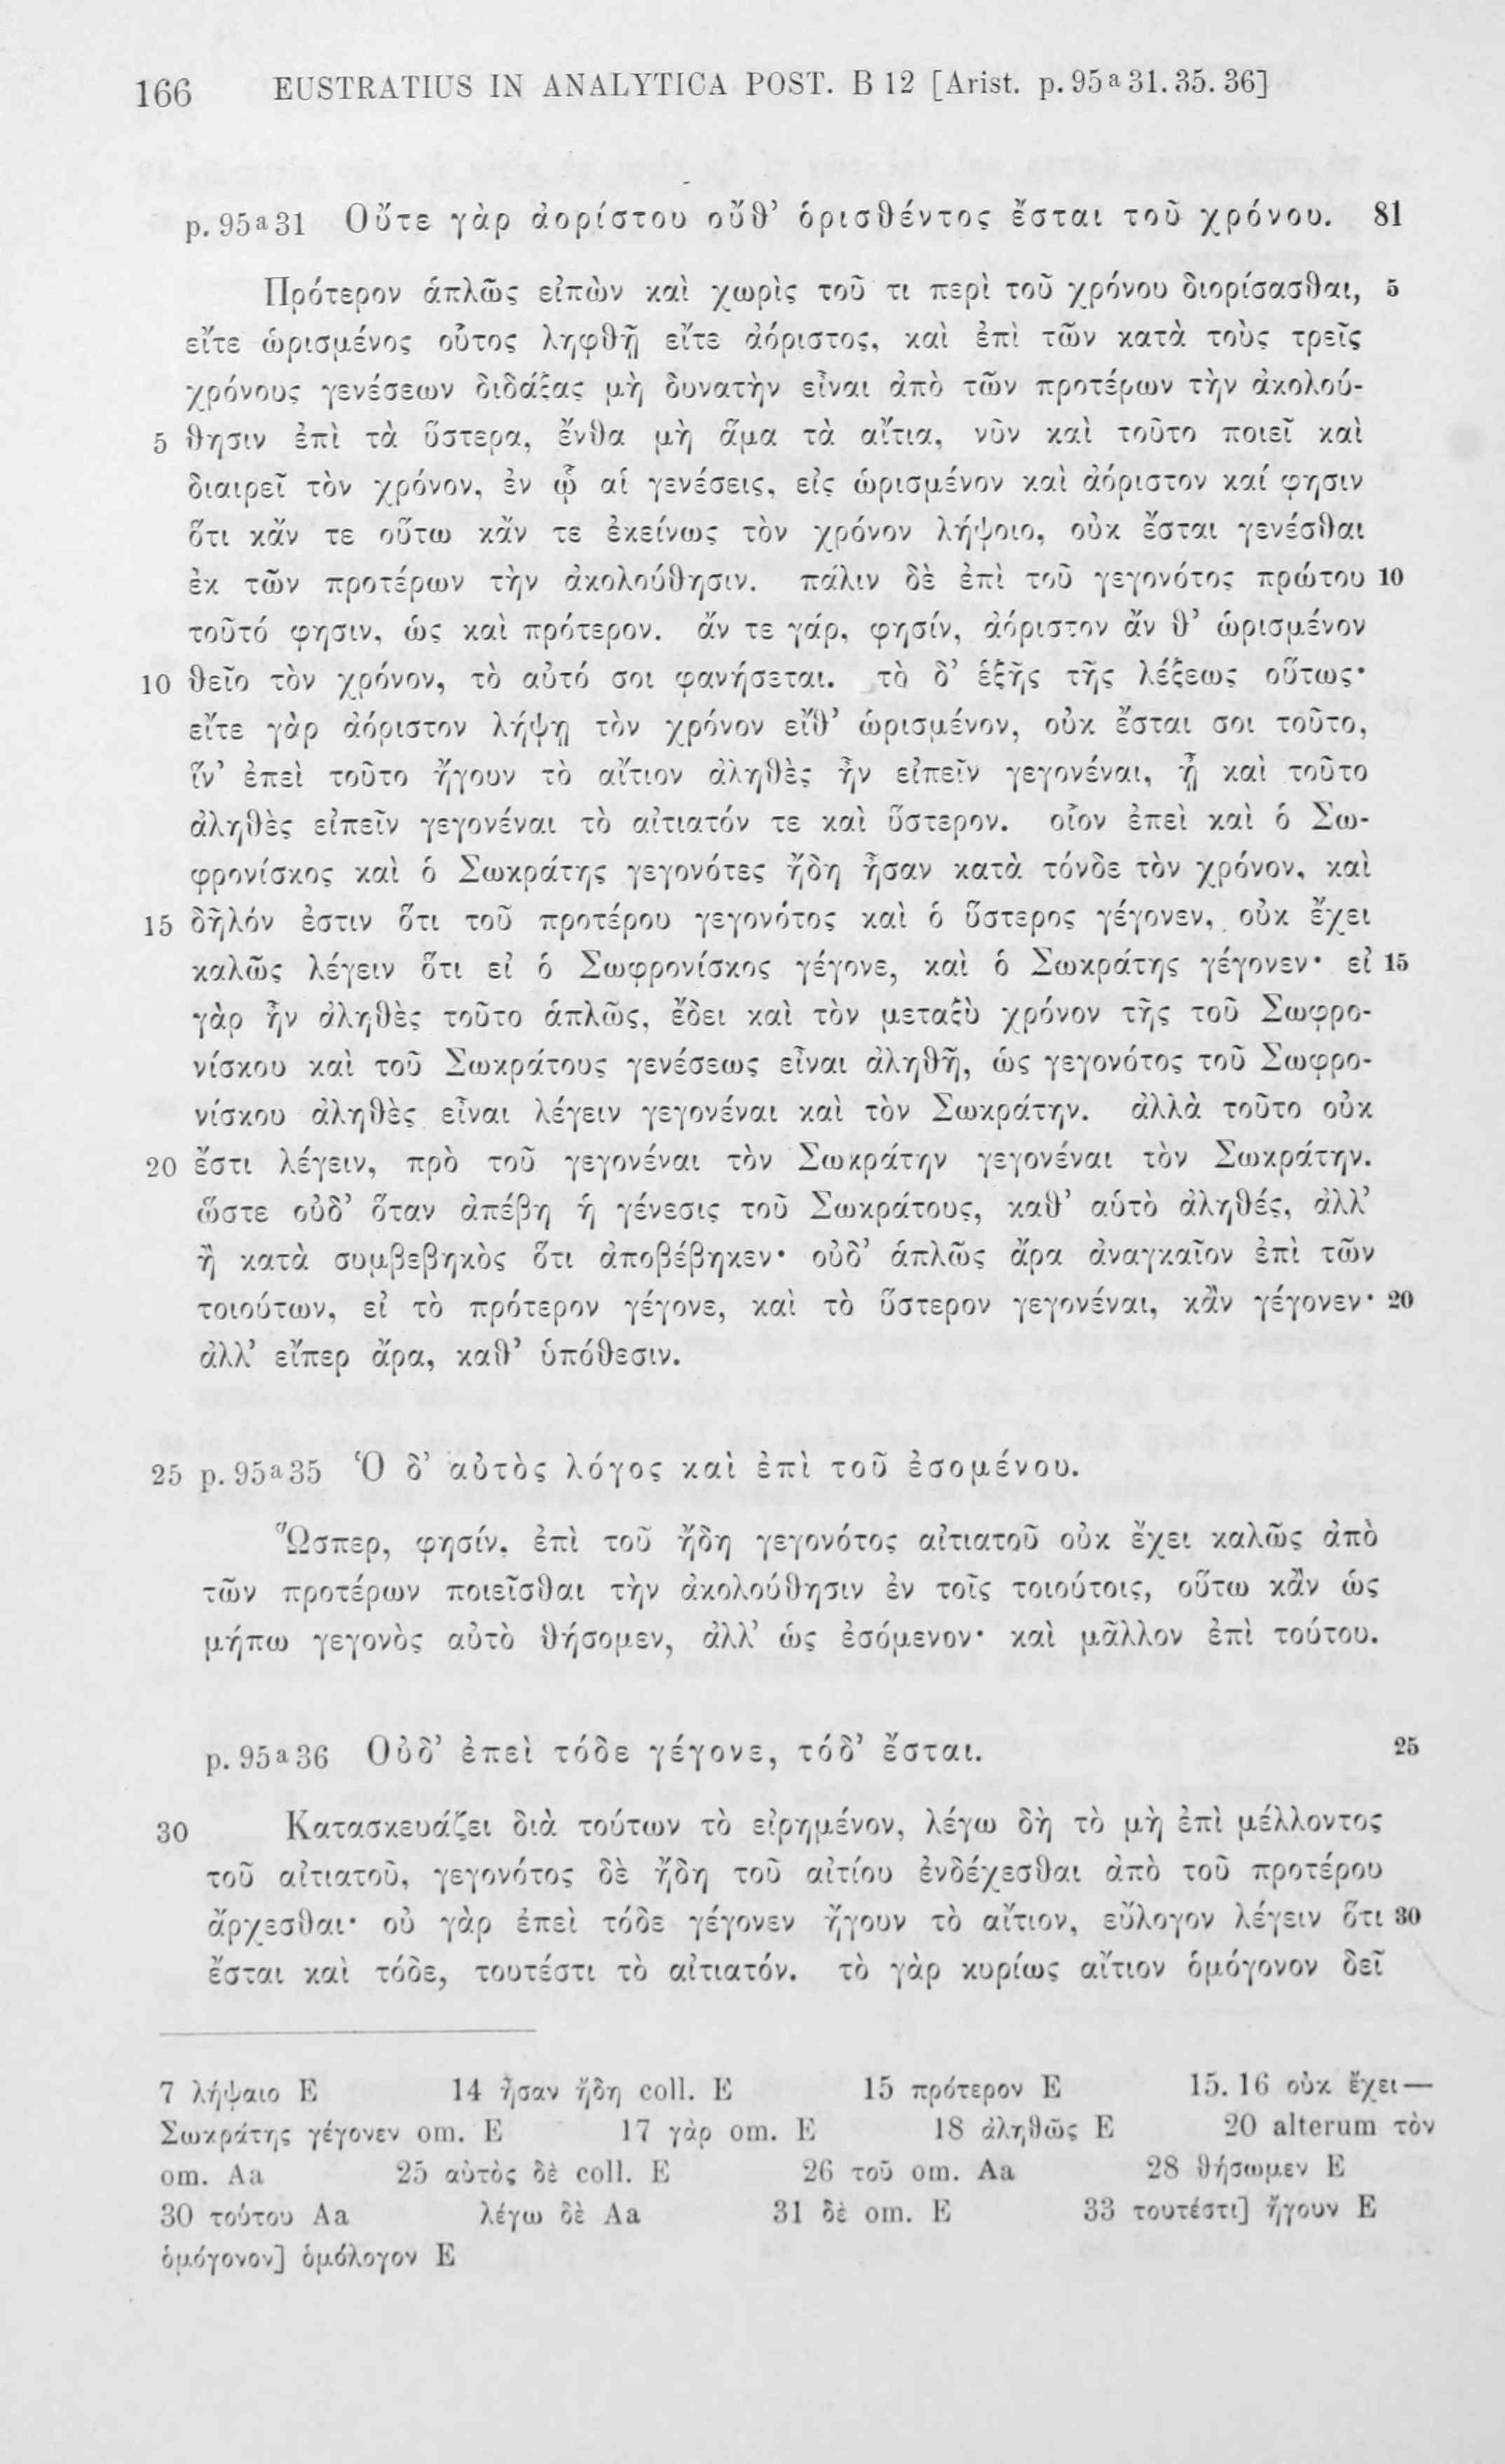 166 EUSTRATIUS IN ANALYTICA POST. B 12 [Arist. p. 95a 31. 35. 36]
p. 95a31 Οὔτε γὰρ ἀορίστου οὔθ’ ὁρισθέντος ἔσται τοῦ χρόνου. 81
Πρότερον ἁπλῶς εἰπὼν καὶ χωρὶς τοῦ τι περὶ τοῦ χρόνου διορίσασθαι, 5
εἴτε ὡρισμένος οὗτος ληφθῇ εἴτε ἀόριστος, καὶ ἐπὶ τῶν κατὰ τοὺς τρεῖς
χρόνους γενέσεων διδάξας μὴ δυνατὴν εἶναι ἀπὸ τῶν προτέρων τὴν ἀκολού-
5 θησιν ἐπὶ τὰ ὕστερα, ἔνθα μὴ ἅμα τὰ αἴτια, νῦν καὶ τοῦτο ποιεῖ καὶ
διαιρεῖ τὸν χρόνον, ἐν ᾧ αἱ γενέσεις, εἰς ὡρισμένον καὶ ἀόριστον καί φησιν
ὅτι κἄν τε οὕτω κἄν τε ἐκείνως τὸν χρόνον λήψοιο, οὐκ ἔσται γενέσθαι
ἐκ τῶν προτέρων τὴν ἀκολούθησιν. πάλιν δὲ ἐπὶ τοῦ γεγονότος πρώτου 10
τοῦτό φησιν, ὡς καὶ πρότερον. ἄν τε γάρ, φησίν, ἀόριστον ἄν θ’ ὡρισμένον
10 θεῖο τὸν χρόνον, τὸ αὐτό σοι φανήσεται. τὸ δ’ ἑξῆς τῆς λέξεως οὕτως·
εἴτε γὰρ ἀόριστον λήψῃ τὸν χρόνον εἴθ’ ὡρισμένον, οὐκ ἔσται σοι τοῦτο,
ἵν’ ἐπεὶ τοῦτο ἤγουν τὸ αἴτιον ἀληθὲς ἦν εἰπεῖν γεγονέναι, ᾖ καὶ τοῦτο
ἀληθὲς εἰπεῖν γεγονέναι τὸ αἰτιατόν τε καὶ ὕστερον. οἷον ἐπεὶ καὶ ὁ Σω-
φρονίσκος καὶ ὁ Σωκράτης γεγονότες ἤδη ἦσαν κατὰ τόνδε τὸν χρόνον, καὶ
15 δῆλόν ἐστιν ὅτι τοῦ προτέρου γεγονότος καὶ ὁ ὕστερος γέγονεν, οὐκ ἔχει
καλῶς λέγειν ὅτι εἰ ὁ Σωφρονίσκος γέγονε, καὶ ὁ Σωκράτης γέγονεν· εἰ 15
γὰρ ἦν ἀληθὲς τοῦτο ἁπλῶς, ἔδει καὶ τὸν μεταξὺ χρόνον τῆς τοῦ Σωφρο-
νίσκου καὶ τοῦ Σωκράτους γενέσεως εἶναι ἀληθῆ, ὡς γεγονότος τοῦ Σωφρο-
νίσκου ἀληθὲς εἶναι λέγειν γεγονέναι καὶ τὸν Σωκράτην. ἀλλὰ τοῦτο οὐκ
20 ἔστι λέγειν, πρὸ τοῦ γεγονέναι τὸν Σωκράτην γεγονέναι τὸν Σωκράτην.
ὥστε οὐδ’ ὅταν ἀπέβη ἡ γένεσις τοῦ Σωκράτους, καθ’ αὑτὸ ἀληθές, ἀλλ’
ἢ κατὰ συμβεβηκὸς ὅτι ἀποβέβηκεν· οὐδ’ ἁπλῶς ἄρα ἀναγκαῖον ἐπὶ τῶν
τοιούτων, εἰ τὸ πρότερον γέγονε, καὶ τὸ ὕστερον γεγονέναι, κἂν γέγονεν· 20
ἀλλ’ εἴπερ ἄρα, καθ’ ὑπόθεσιν.
25 p. 95a35 Ὁ δ’ αὐτὸς λόγος καὶ ἐπὶ τοῦ ἐσομένου.
Ὥσπερ, φησίν, ἐπὶ τοῦ ἤδη γεγονότος αἰτιατοῦ οὐκ ἔχει καλῶς ἀπὸ
τῶν προτέρων ποιεῖσθαι τὴν ἀκολούθησιν ἐν τοῖς τοιούτοις, οὕτω κἂν ὡς
μήπω γεγονὸς αὐτὸ θήσομεν, ἀλλ’ ὡς ἐσόμενον· καὶ μᾶλλον ἐπὶ τούτου.
p. 95a36 Οὐδ’ ἐπεὶ τόδε γέγονε, τόδ’ ἔσται. 25
30 Κατασκευάζει διὰ τούτων τὸ εἰρημένον, λέγω δὴ τὸ μὴ ἐπὶ μέλλοντος
τοῦ αἰτιατοῦ, γεγονότος δὲ ἤδη τοῦ αἰτίου ἐνδέχεσθαι ἀπὸ τοῦ προτέρου
ἄρχεσθαι· οὐ γὰρ ἐπεὶ τόδε γέγονεν ἤγουν τὸ αἴτιον, εὔλογον λέγειν ὅτι 30
ἔσται καὶ τόδε, τουτέστι τὸ αἰτιατόν. τὸ γὰρ κυρίως αἴτιον ὁμόγονον δεῖ
7 λήψαιο E 14 ἦσαν ἤδη coll. E 15 πρότερον E 15. 16 οὐκ ἔχει—
Σωκράτης γέγονεν om. E 17 γὰρ om. E 18 ἀληθῶς E 20 alterum τὸν
om. Aa 25 αὐτὸς δὲ coll. E 26 τοῦ om. Aa 28 θήσωμεν E
30 τούτου Aa λέγω δὲ Aa 31 δὲ om. E 33 τουτέστι] ἤγουν E
ὁμόγονον] ὁμόλογον E